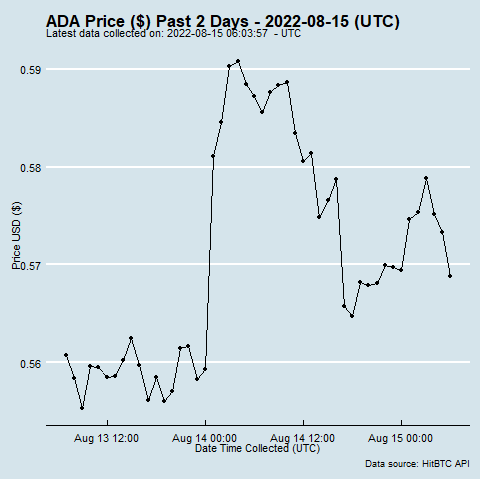 ADA Price ($) Past 2 Days - 2022-08-15 (UTC)
Latest data collected on: 2022-08-15 06:03:57  - UTC
0.59
0.58
0.57
0.56
Price USD ($)
Aug 13 12:00
Aug 14 00:00
Aug 14 12:00
Aug 15 00:00
Date Time Collected (UTC)
Data source: HitBTC API